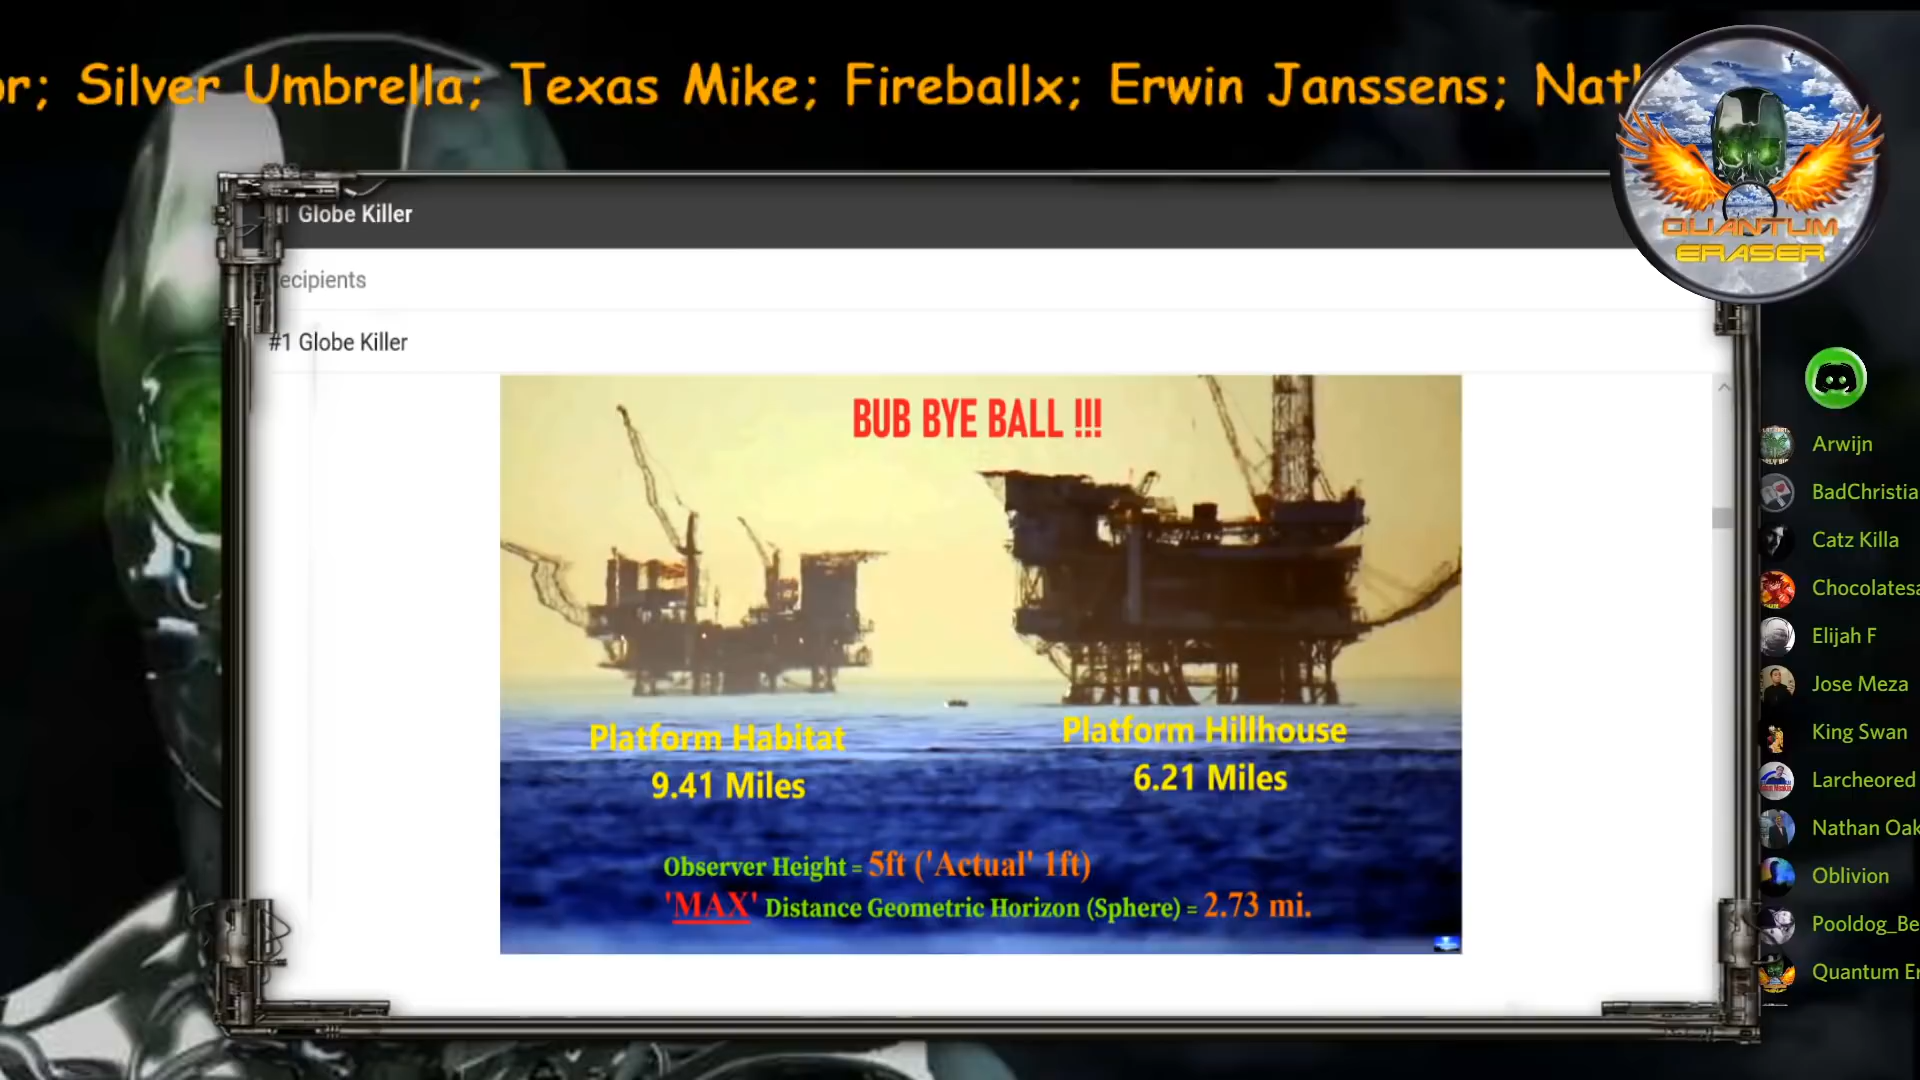 or; Silver Umbrella; Texas Mike; Fireballx; Erwin Janssens; Nat
QUANTUM
ERASER
Globe Killer
ecipients
#1 Globe Killer
BUB BYE BALL !!!
Platform Habitat
9.41 Miles
Platform Hillhouse
6.21 Miles
Observer Height = 5ft ('Actual' 1ft)
'MAX' Distance Geometric Horizon (Sphere) = 2.73 mi.
Arwijn
BadChristia
Catz Killa
Chocolatesa
Elijah F
Jose Meza
King Swan
Larcheored
Nathan Oak
Oblivion
Pooldog_Be
Quantum Er